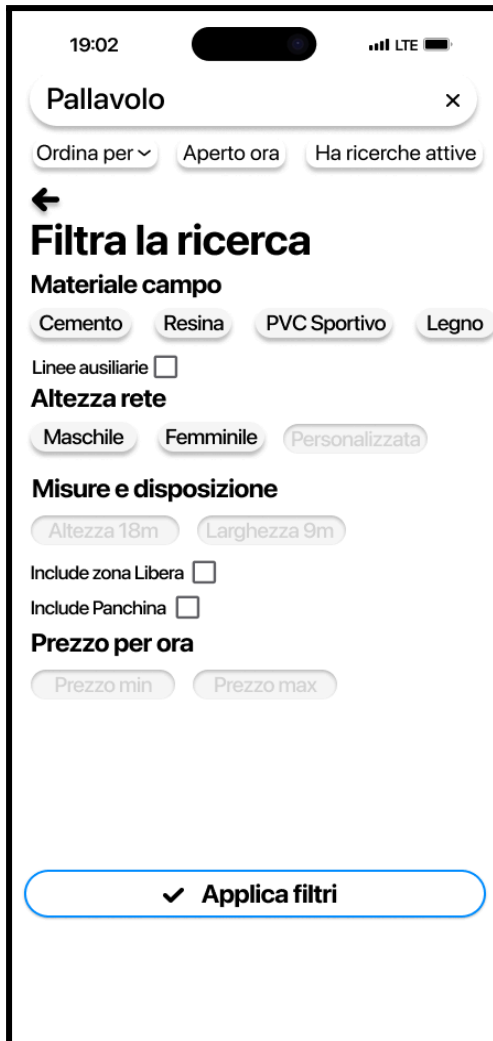 19:02 LTE
Pallavolo ×
Ordina per Aperto ora Ha ricerche attive
Filtra la ricerca
Materiale campo
Cemento Resina PVC Sportivo Legno
Linee ausiliarie
Altezza rete
Maschile Femminile Personalizzata
Misure e disposizione
Altezza 18m Larghezza 9m
Include zona Libera
Include Panchina
Prezzo per ora
Prezzo min Prezzo max
Applica filtri